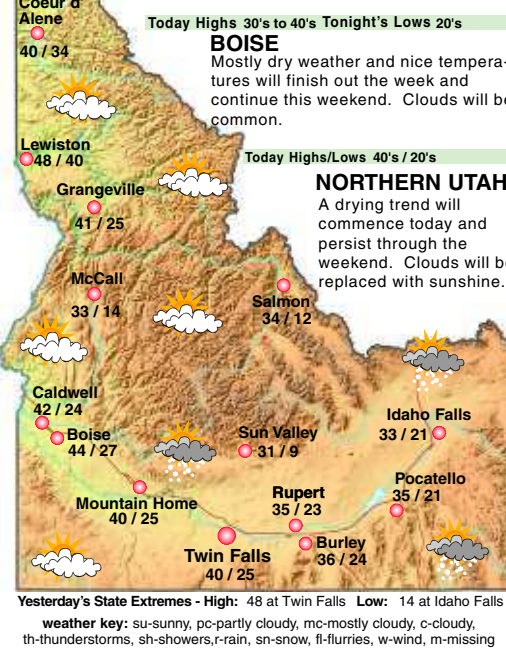 Coeur d'
Alene
40 / 34
Today Highs 30's to 40's Tonight's Lows 20's
BOISE
Mostly dry weather and nice tempera-
tures will finish out the week and
continue this weekend. Clouds will be
common.
Lewiston
48 / 40
Today Highs/Lows 40's / 20's
Grangeville
41 / 25
NORTHERN UTAH
A drying trend will
commence today and
persist through the
weekend. Clouds will be
replaced with sunshine.
McCall
33 / 14
Salmon
34 / 12
Caldwell
42 / 24
Boise
44 / 27
Sun Valley
31 / 9
Idaho Falls
33 / 21
Mountain Home
40 / 25
Rupert
35 / 23
Pocatello
35 / 21
Twin Falls
40 / 25
Burley
36 / 24
Yesterday's State Extremes - High: 48 at Twin Falls Low: 14 at Idaho Falls
weather key: su-sunny, pc-partly cloudy, mc-mostly cloudy, c-cloudy,
th-thunderstorms, sh-showers,r-rain, sn-snow, fl-flurries, w-wind, m-missing